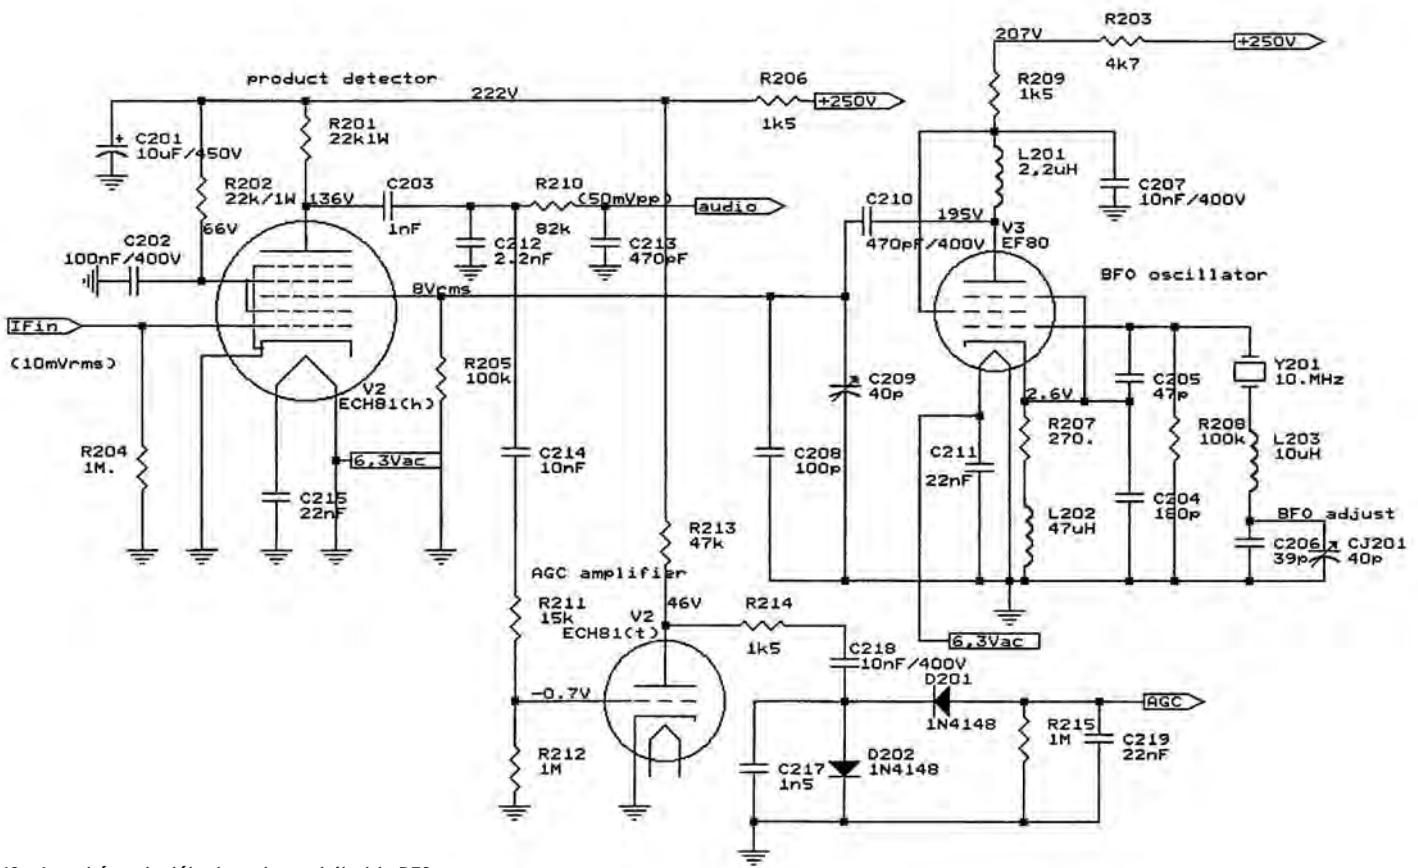 207V
R203
4k7
+250V
product detector
222V
R206
1k5
+250V
R209
1k5
C201
10uF/450V
R201
22k1W
L201
2,2uH
C207
10nF/400V
R202
22k/1W
136V
C203
1nF
R210
(50mVpp)
82k
audio
C210
470pF/400V
195V
V3
EF80
66V
C202
100nF/400V
C212
2.2nF
C213
470pF
BFO oscillator
8Vrms
IFin
(10mVrms)
V2
ECH81(h)
R205
100k
C209
40p
C205
47p
Y201
10.MHz
2.6V
R207
270.
R208
100k
R204
1M.
6,3Vac
C214
10nF
C208
100p
C211
22nF
L203
10uH
C215
22nF
C204
180p
L202
47uH
BFO adjust
C206
39p
CJ201
40p
R213
47k
AGC amplifier
R211
15k
V2
ECH81(t)
46V
R214
1k5
6,3Vac
C218
10nF/400V
D201
1N4148
-0.7V
AGC
R212
1M
C217
1n5
D202
1N4148
R215
1M
C219
22nF